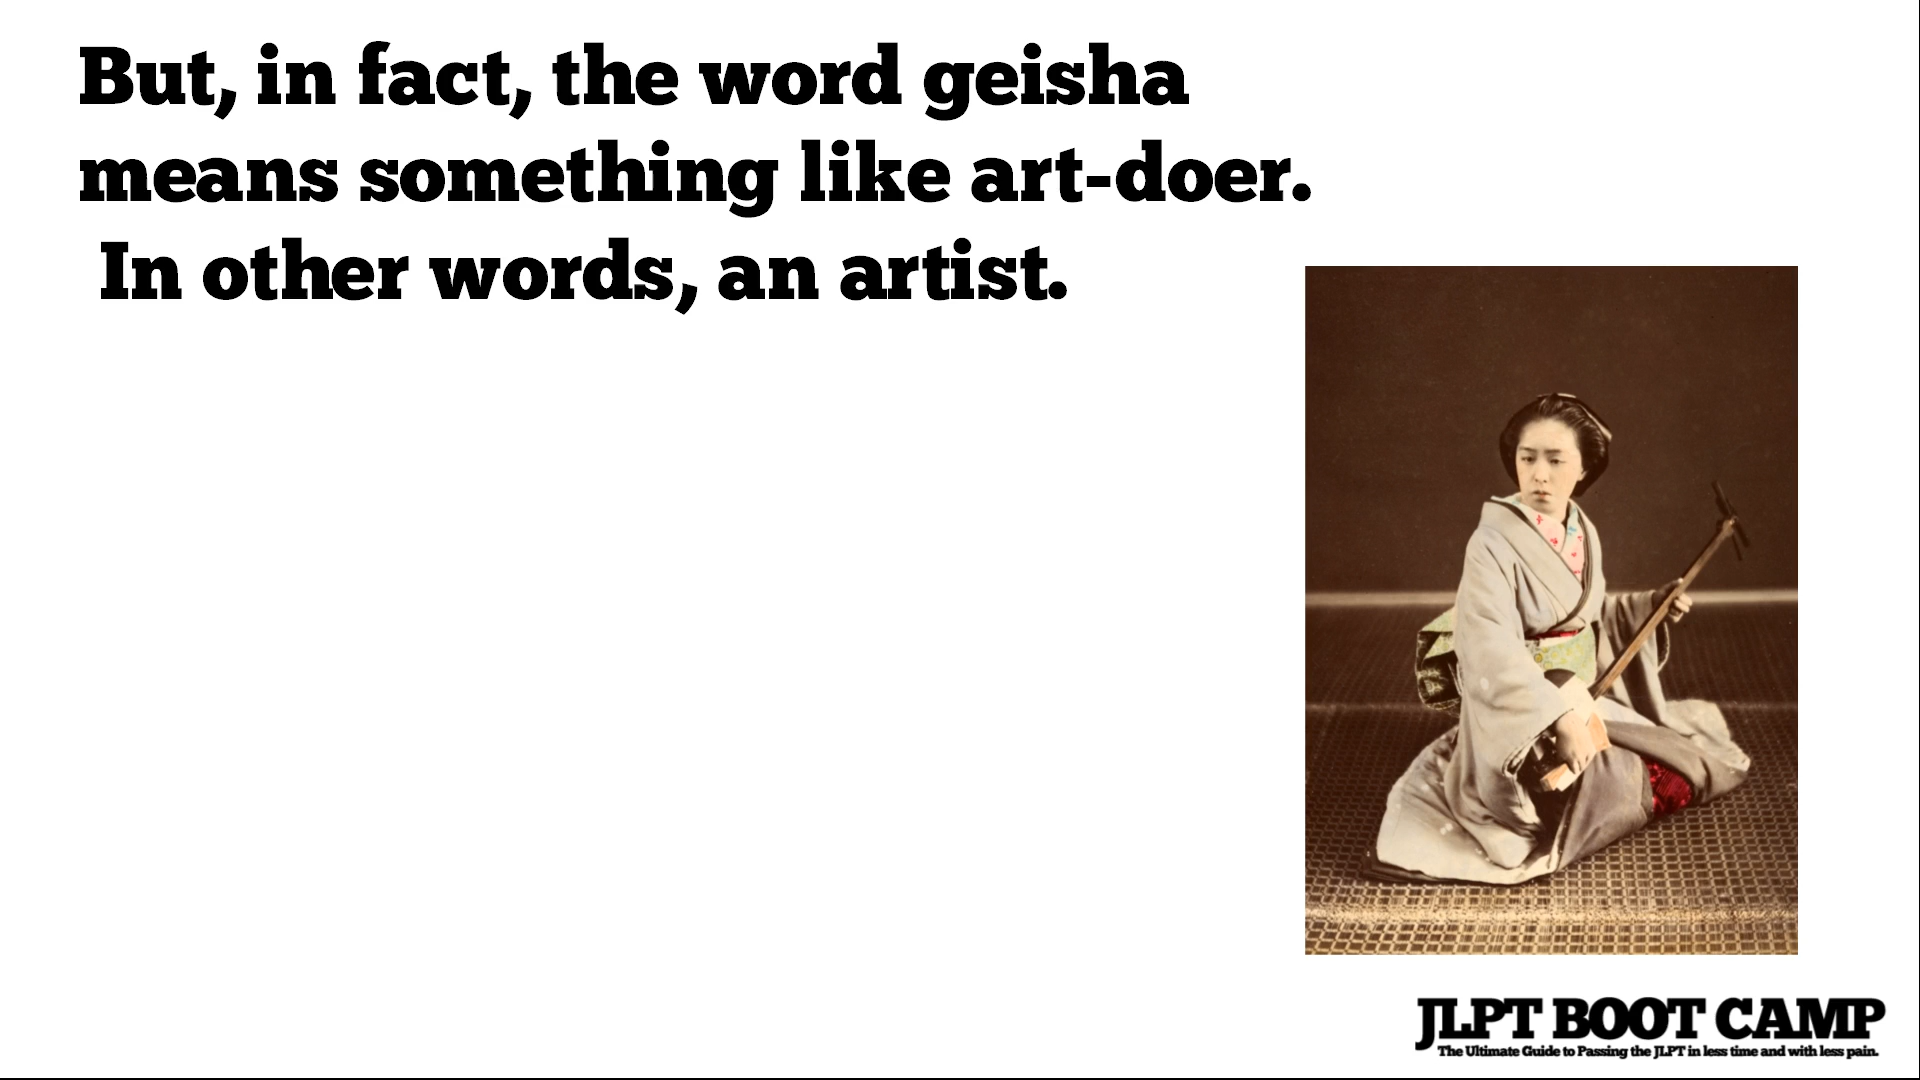 But, in fact, the word geisha
means something like art-doer.
In other words, an artist.
JLPT BOOT CAMP
The Ultimate Guide to Passing the JLPT in less time and with less pain.